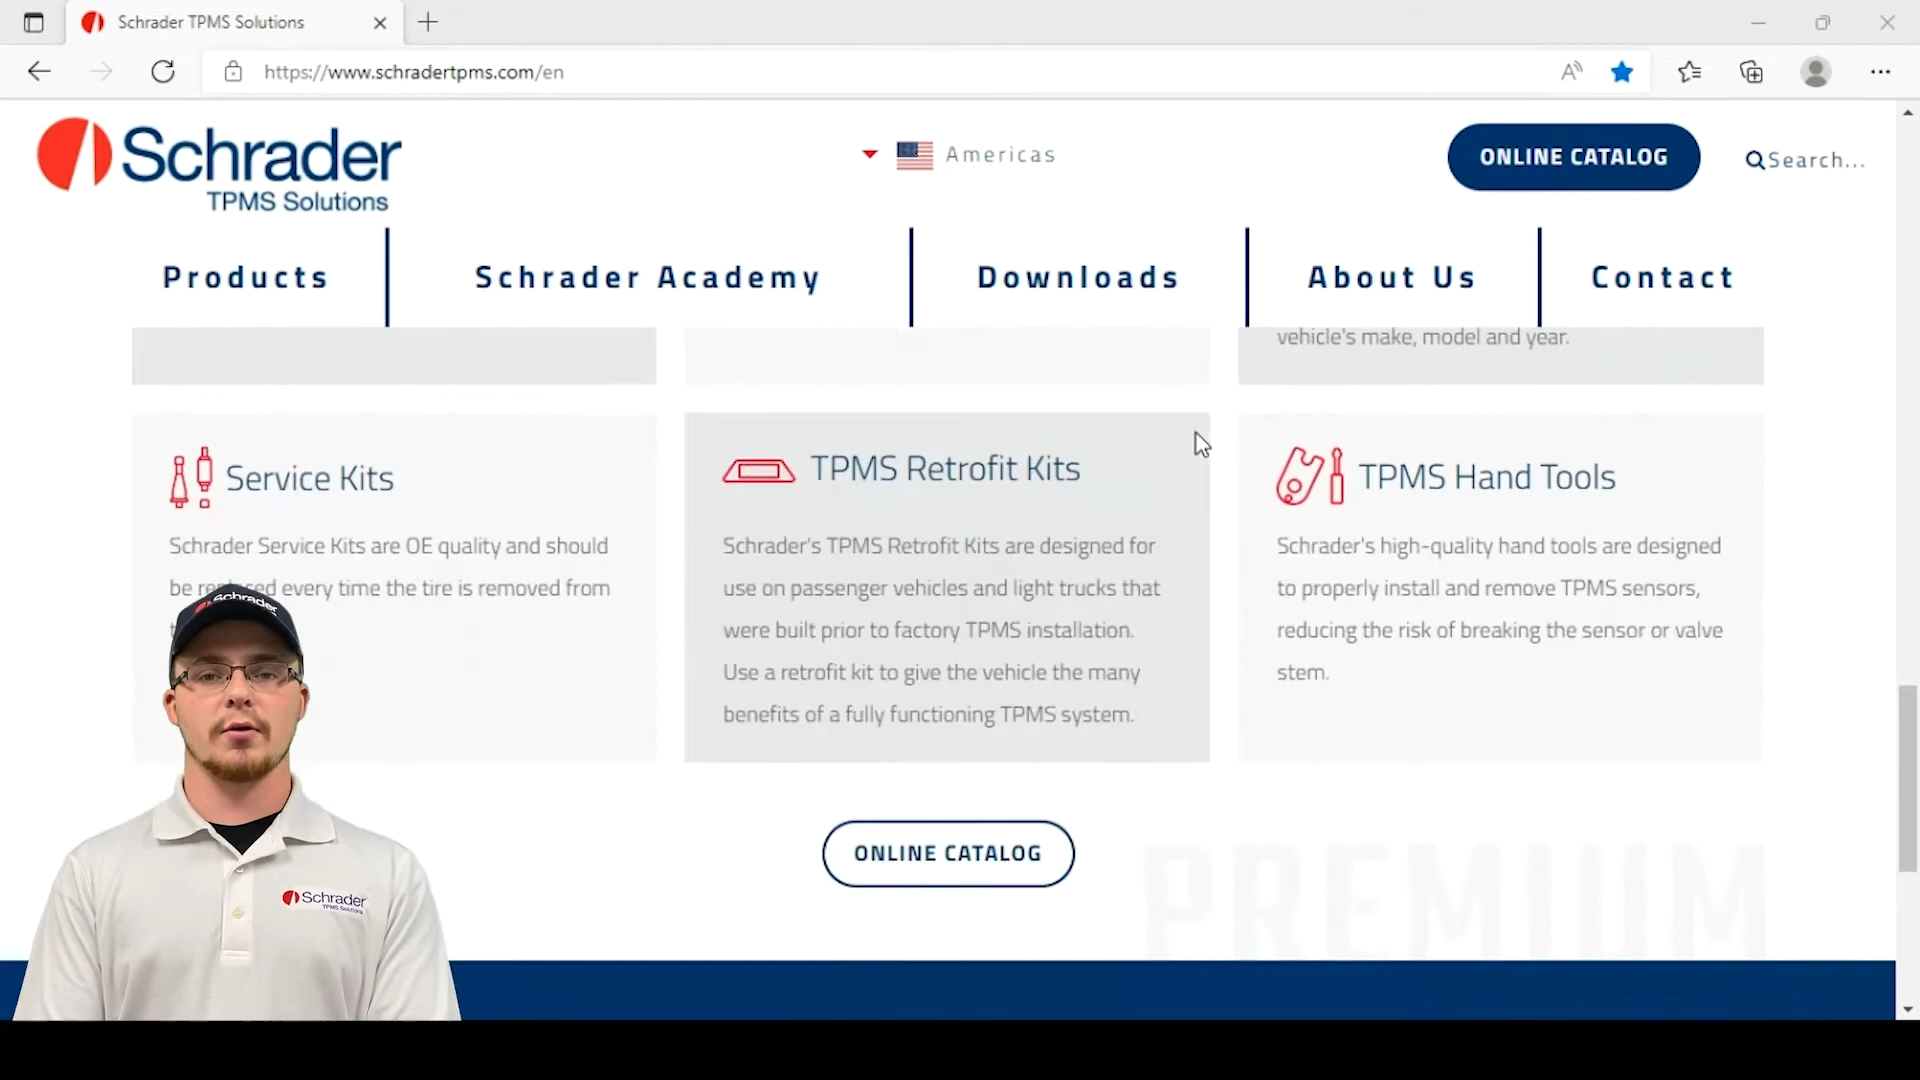 Schrader TPMS Solutions
https://www.schradertpms.com/en
Schrader
TPMS Solutions
Americas
ONLINE CATALOG
Search...
Products
Schrader Academy
Downloads
About Us
Contact
vehicle's make, model and year.
Service Kits
Schrader Service Kits are OE quality and should
be every time the tire is removed from
TPMS Retrofit Kits
Schrader's TPMS Retrofit Kits are designed for
use on passenger vehicles and light trucks that
were built prior to factory TPMS installation.
Use a retrofit kit to give the vehicle the many
benefits of a fully functioning TPMS system.
TPMS Hand Tools
Schrader's high-quality hand tools are designed
to properly install and remove TPMS sensors,
reducing the risk of breaking the sensor or valve
stem.
ONLINE CATALOG
PREMIUM
Schrader
Schrader
TPMS Solutions